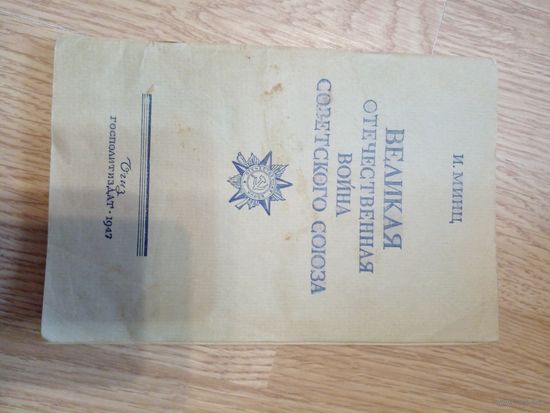 И. МИНЦ
ВЕЛИКАЯ
ОТЕЧЕСТВЕННАЯ
ВОЙНА
СОВЕТСКОГО СОЮЗА
Огиз
ГОСПОЛИТИЗДАТ • 1947